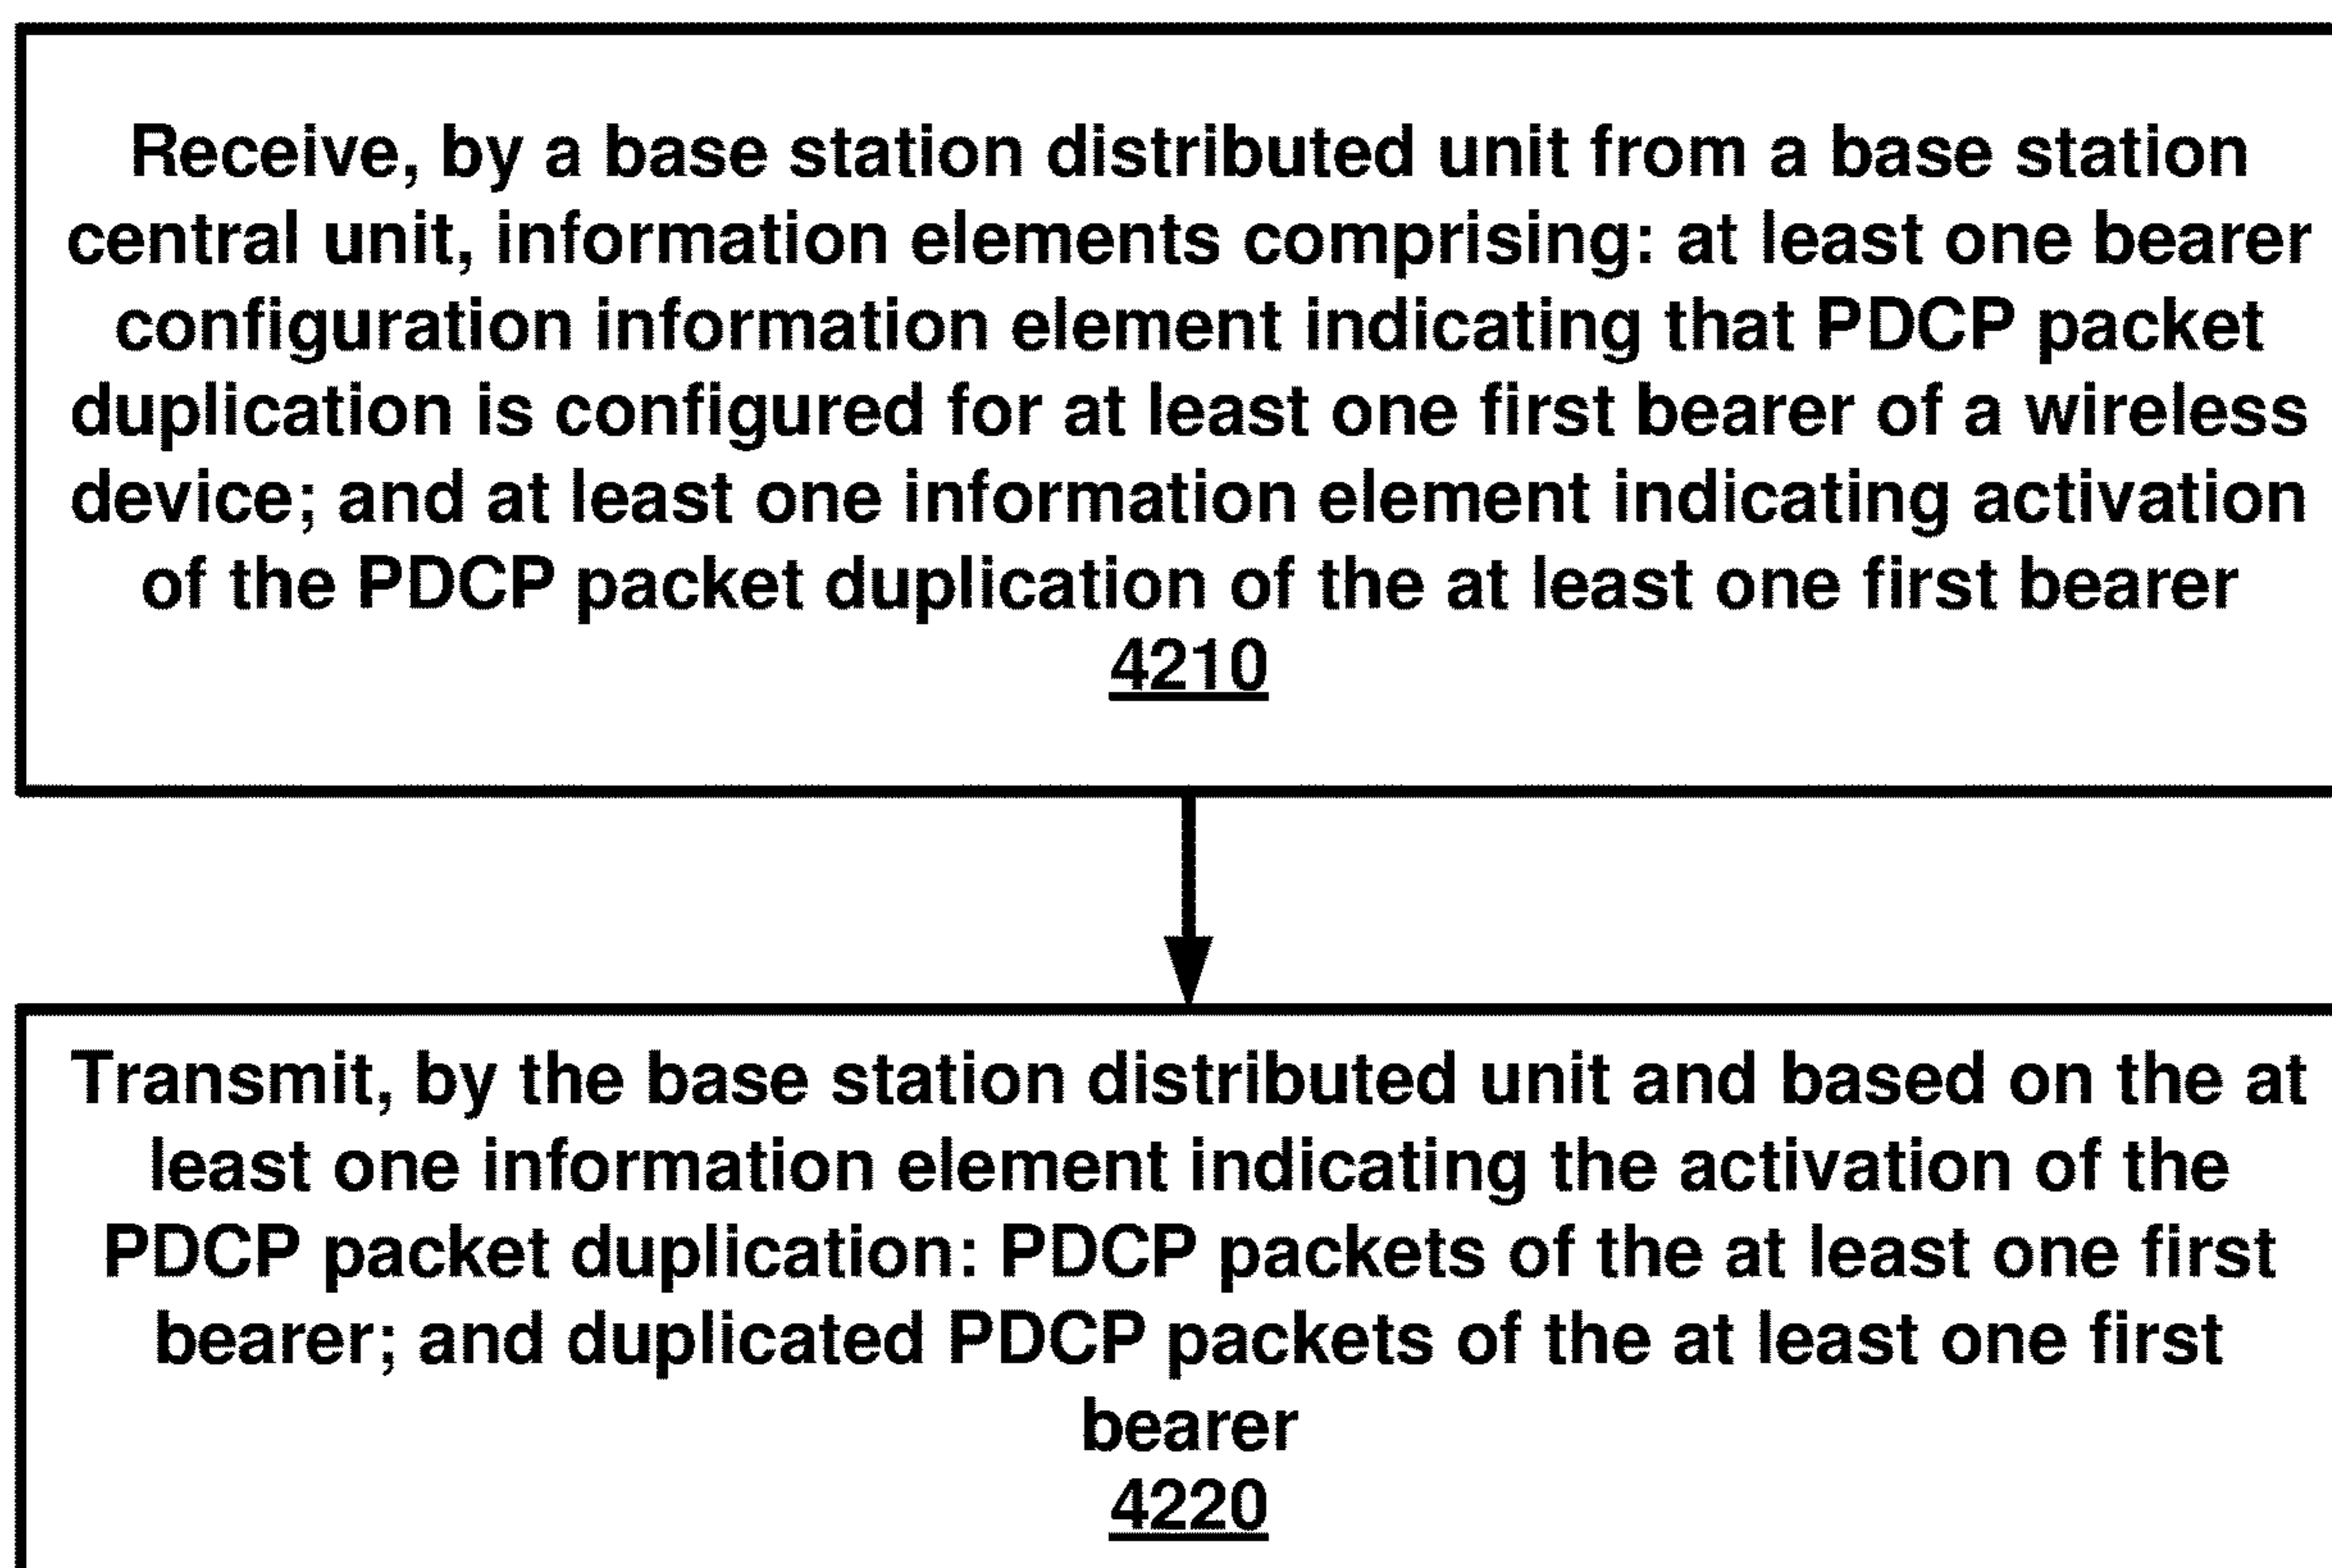 Receive, by a base station distributed unit from a base station
central unit, information elements comprising: at least one bearer
configuration information element indicating that PDCP packet
duplication is configured for at least one first bearer of a wireless
device; and at least one information element indicating activation
of the PDCP packet duplication of the at least one first bearer
4210
Transmit, by the base station distributed unit and based on the at
least one information element indicating the activation of the
PDCP packet duplication: PDCP packets of the at least one first
bearer; and duplicated PDCP packets of the at least one first
bearer
4220